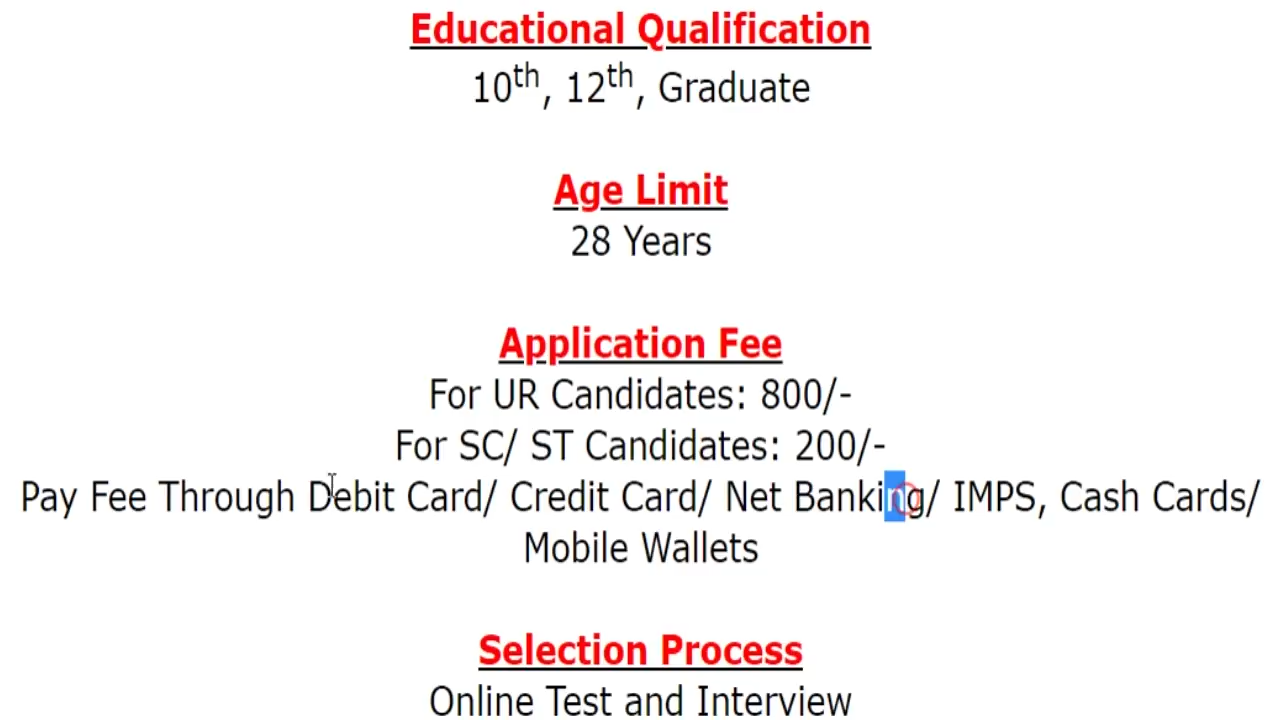 Educational Qualification
10th, 12th, Graduate
Age Limit
28 Years
Application Fee
For UR Candidates: 800/-
For SC/ ST Candidates: 200/-
Pay Fee Through Debit Card/ Credit Card/ Net Banking/ IMPS, Cash Cards/
Mobile Wallets
Selection Process
Online Test and Interview